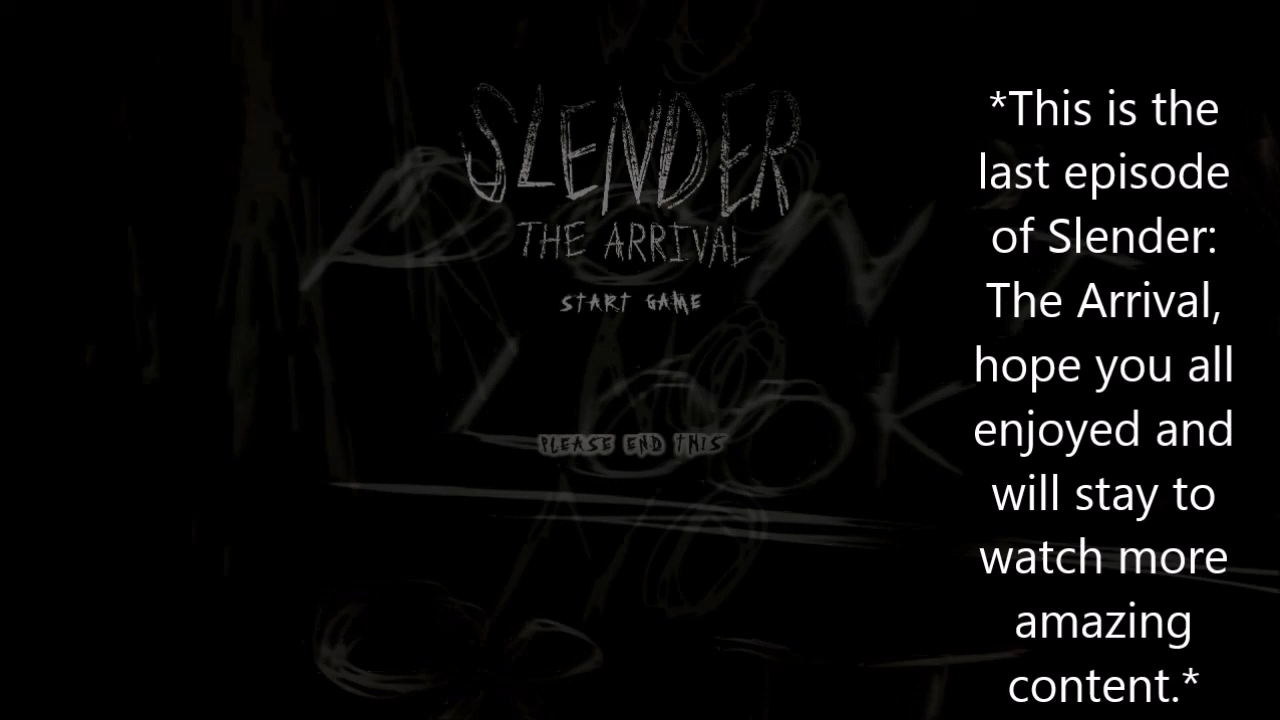 SLENDER
THE ARRIVAL
START GAME
PLEASE END THIS
*This is the
last episode
of Slender:
The Arrival,
hope you all
enjoyed and
will stay to
watch more
amazing
content.*